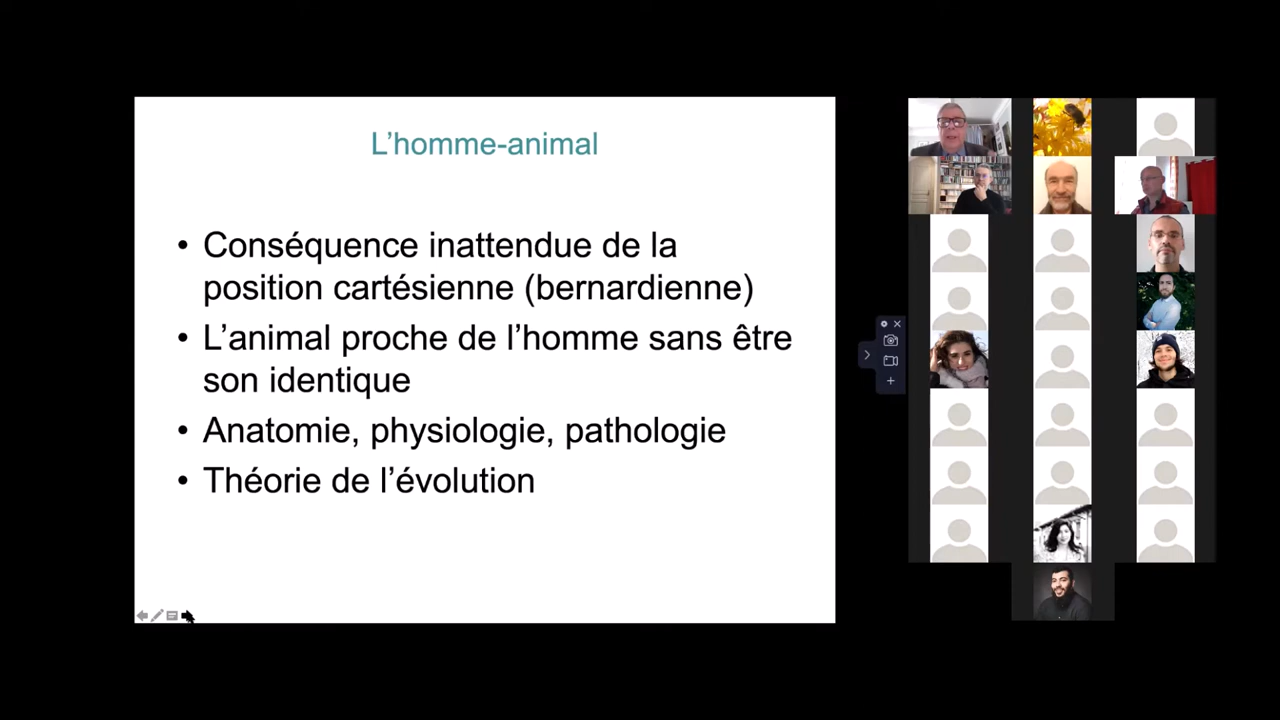 L’homme-animal
• Conséquence inattendue de la
position cartésienne (bernardienne)
• L’animal proche de l’homme sans être
son identique
• Anatomie, physiologie, pathologie
• Théorie de l’évolution